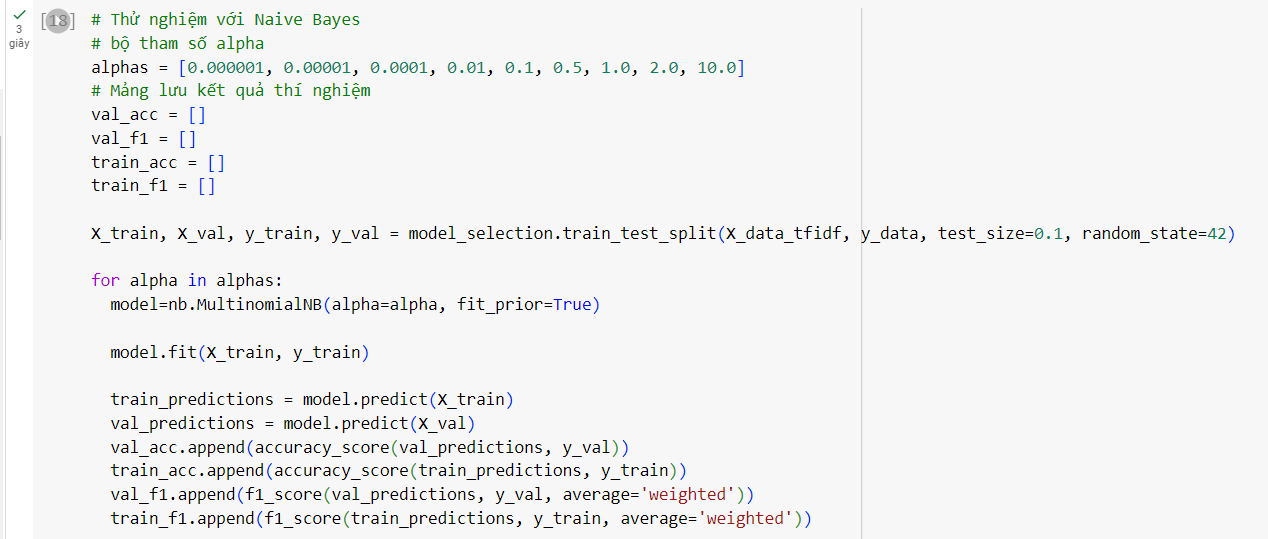 [18] # Thử nghiệm với Naive Bayes
3
giây
# bộ tham số alpha
alphas = [0.000001, 0.00001, 0.0001, 0.01, 0.1, 0.5, 1.0, 2.0, 10.0]
# Mảng lưu kết quả thí nghiệm
val_acc = []
val_f1 = []
train_acc = []
train_f1 = []
X_train, X_val, y_train, y_val = model_selection.train_test_split(X_data_tfidf, y_data, test_size=0.1, random_state=42)
for alpha in alphas:
  model=nb.MultinomialNB(alpha=alpha, fit_prior=True)
  model.fit(X_train, y_train)
  train_predictions = model.predict(X_train)
  val_predictions = model.predict(X_val)
  val_acc.append(accuracy_score(val_predictions, y_val))
  train_acc.append(accuracy_score(train_predictions, y_train))
  val_f1.append(f1_score(val_predictions, y_val, average='weighted'))
  train_f1.append(f1_score(train_predictions, y_train, average='weighted'))